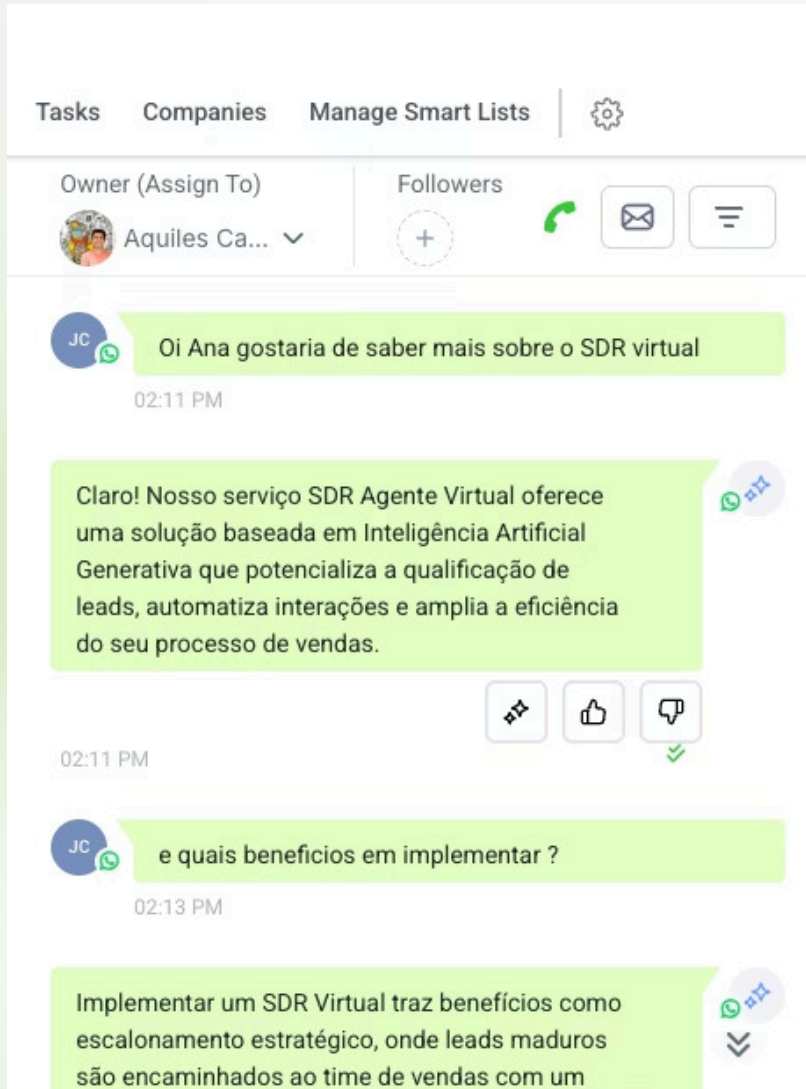 Tasks Companies Manage Smart Lists
Owner (Assign To) Followers
Aquiles Ca...
JC
Oi Ana gostaria de saber mais sobre o SDR virtual
02:11 PM
Claro! Nosso serviço SDR Agente Virtual oferece
uma solução baseada em Inteligência Artificial
Generativa que potencializa a qualificação de
leads, automatiza interações e amplia a eficiência
do seu processo de vendas.
02:11 PM
JC
e quais beneficios em implementar ?
02:13 PM
Implementar um SDR Virtual traz benefícios como
escalonamento estratégico, onde leads maduros
são encaminhados ao time de vendas com um